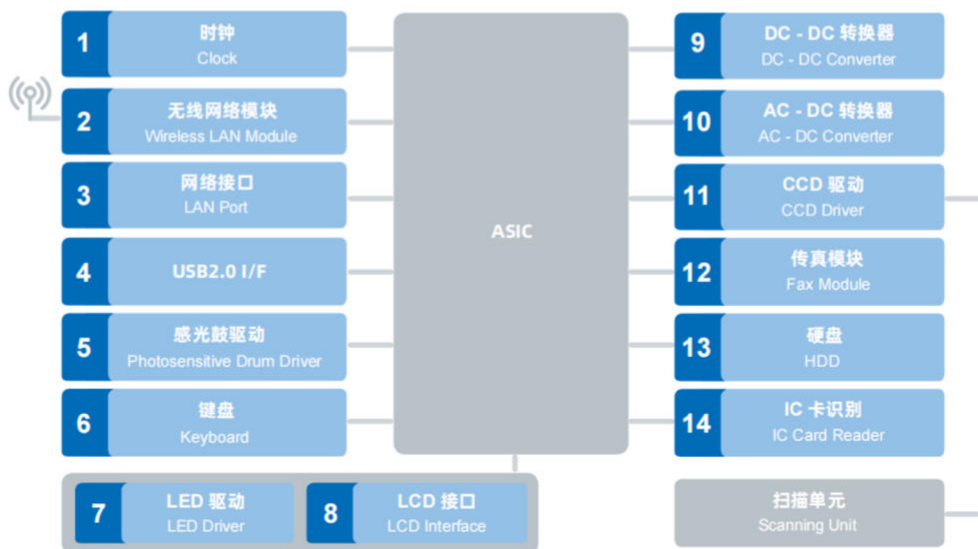 1
时钟
Clock
2
无线网络模块
Wireless LAN Module
3
网络接口
LAN Port
4
USB2.0 I/F
5
感光鼓驱动
Photosensitive Drum Driver
6
键盘
Keyboard
7
LED 驱动
LED Driver
8
LCD 接口
LCD Interface
ASIC
9
DC - DC 转换器
DC - DC Converter
10
AC - DC 转换器
AC - DC Converter
11
CCD 驱动
CCD Driver
12
传真模块
Fax Module
13
硬盘
HDD
14
IC 卡识别
IC Card Reader
扫描单元
Scanning Unit